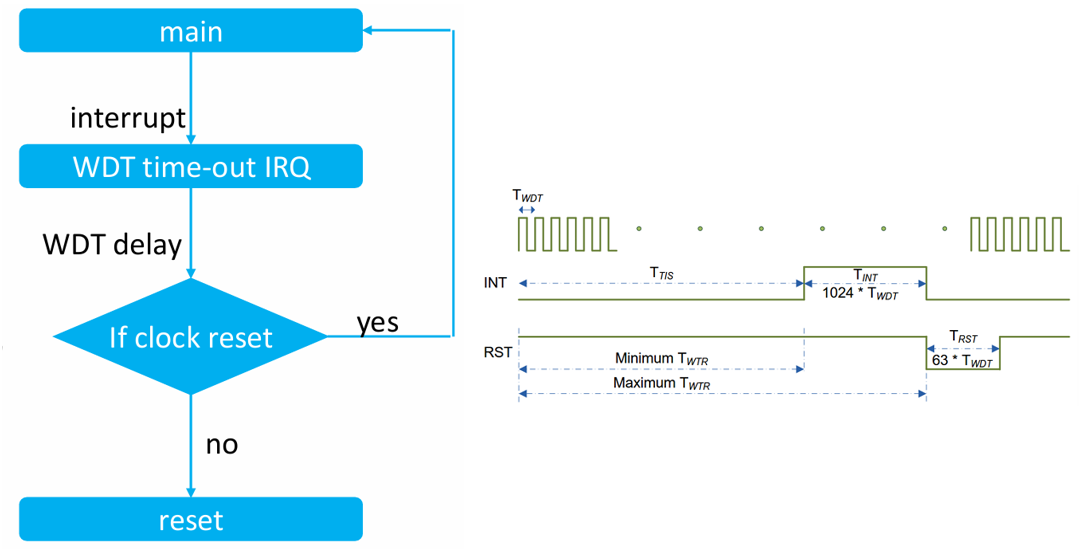 main
interrupt
WDT time-out IRQ
WDT delay
If clock reset
yes
no
reset
TWDT
INT
TTIS
TINT
1024 * TWDT
RST
TRST
63 * TWDT
Minimum TWTR
Maximum TWTR